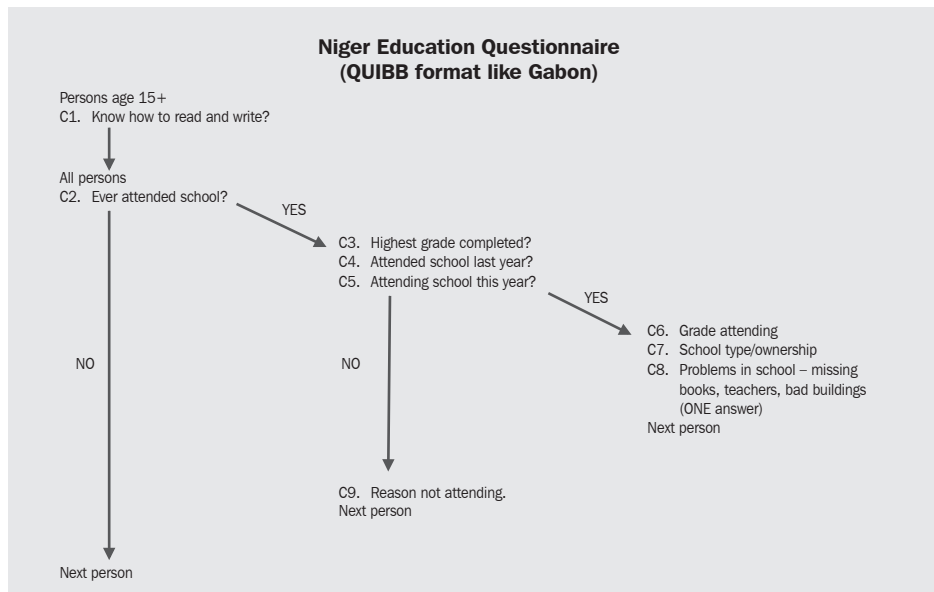 Niger Education Questionnaire
(QUIBB format like Gabon)
Persons age 15+
C1. Know how to read and write?
All persons
C2. Ever attended school?
YES
C3. Highest grade completed?
C4. Attended school last year?
C5. Attending school this year?
YES
C6. Grade attending
C7. School type/ownership
C8. Problems in school – missing
books, teachers, bad buildings
(ONE answer)
Next person
NO
NO
C9. Reason not attending.
Next person
Next person